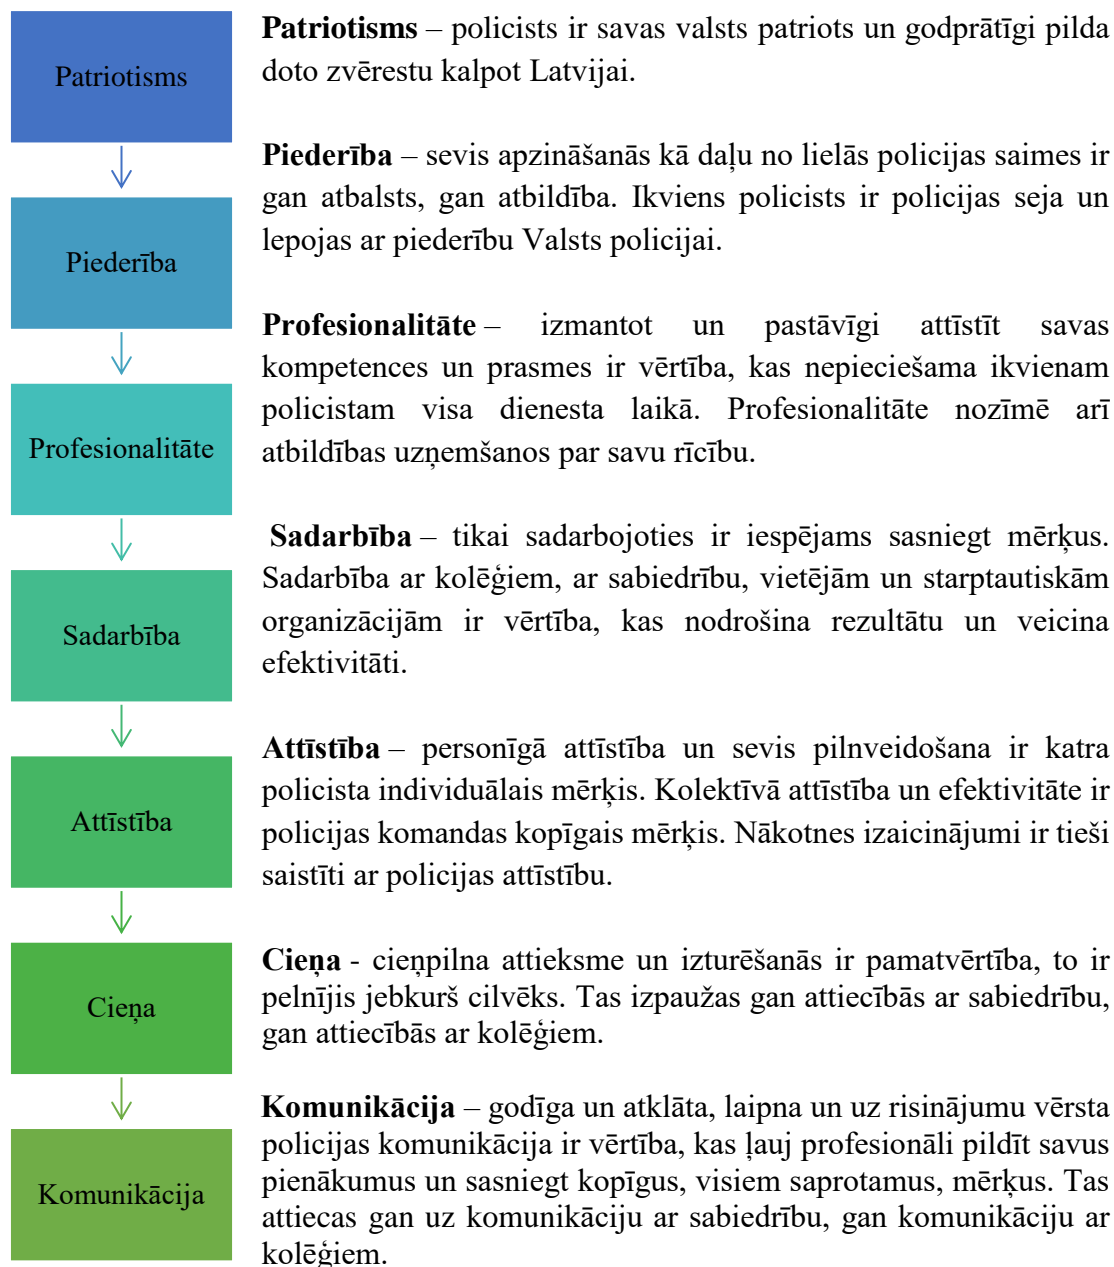 Patriotisms
Patriotisms – policists ir savas valsts patriots un godprātīgi pilda
doto zvērestu kalpot Latvijai.
Piederība
Piederība – sevis apzināšanās kā daļu no lielās policijas saimes ir
gan atbalsts, gan atbildība. Ikviens policists ir policijas seja un
lepojas ar piederību Valsts policijai.
Profesionalitāte
Profesionalitāte – izmantot un pastāvīgi attīstīt savas
kompetences un prasmes ir vērtība, kas nepieciešama ikvienam
policistam visa dienesta laikā. Profesionalitāte nozīmē arī
atbildības uzņemšanos par savu rīcību.
Sadarbība
Sadarbība – tikai sadarbojoties ir iespējams sasniegt mērķus.
Sadarbība ar kolēģiem, ar sabiedrību, vietējām un starptautiskām
organizācijām ir vērtība, kas nodrošina rezultātu un veicina
efektivitāti.
Attīstība
Attīstība – personīgā attīstība un sevis pilnveidošana ir katra
policista individuālais mērķis. Kolektīvā attīstība un efektivitāte ir
policijas komandas kopīgais mērķis. Nākotnes izaicinājumi ir tieši
saistīti ar policijas attīstību.
Cieņa
Cieņa - cieņpilna attieksme un izturēšanās ir pamatvērtība, to ir
pelnījis jebkurš cilvēks. Tas izpaužas gan attiecībās ar sabiedrību,
gan attiecībās ar kolēģiem.
Komunikācija
Komunikācija – godīga un atklāta, laipna un uz risinājumu vērsta
policijas komunikācija ir vērtība, kas ļauj profesionāli pildīt savus
pienākumus un sasniegt kopīgus, visiem saprotamus, mērķus. Tas
attiecas gan uz komunikāciju ar sabiedrību, gan komunikāciju ar
kolēģiem.